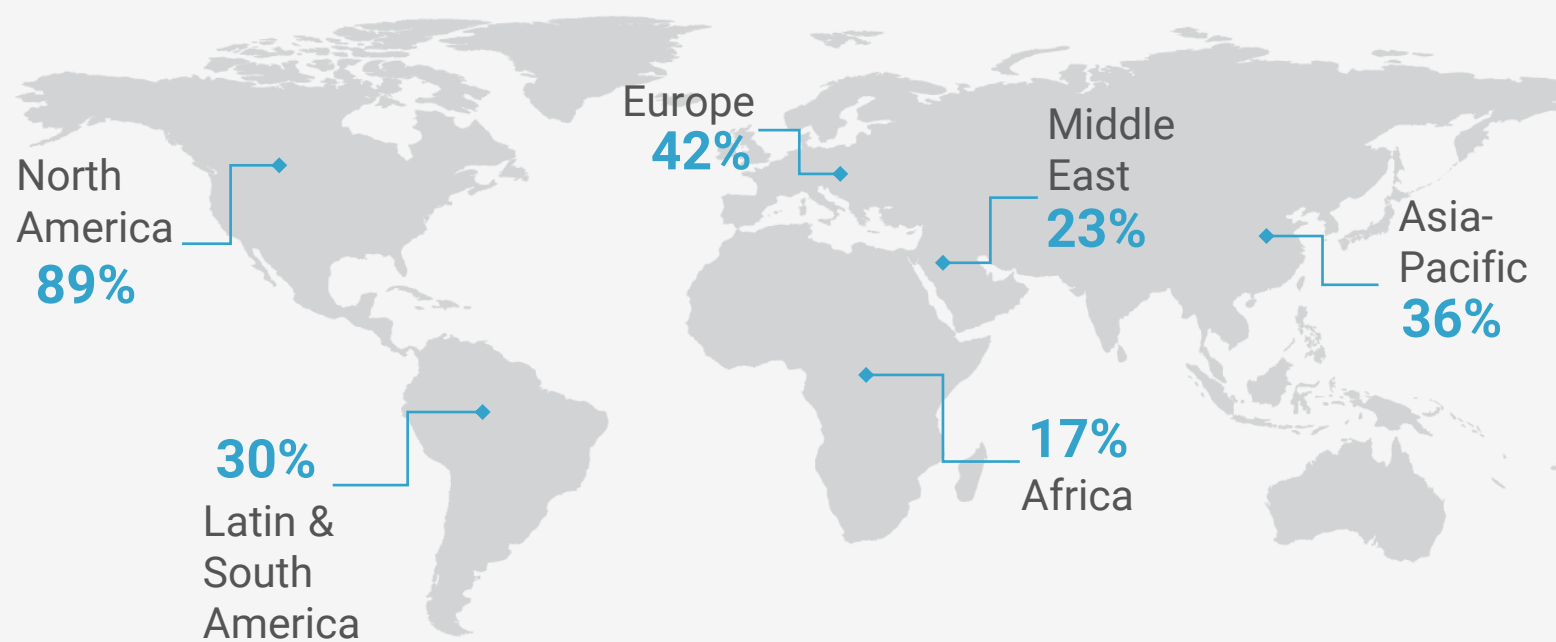 North
America
89%
Europe
42%
Middle
East
23%
Asia-
Pacific
36%
30%
Latin &
South
America
17%
Africa